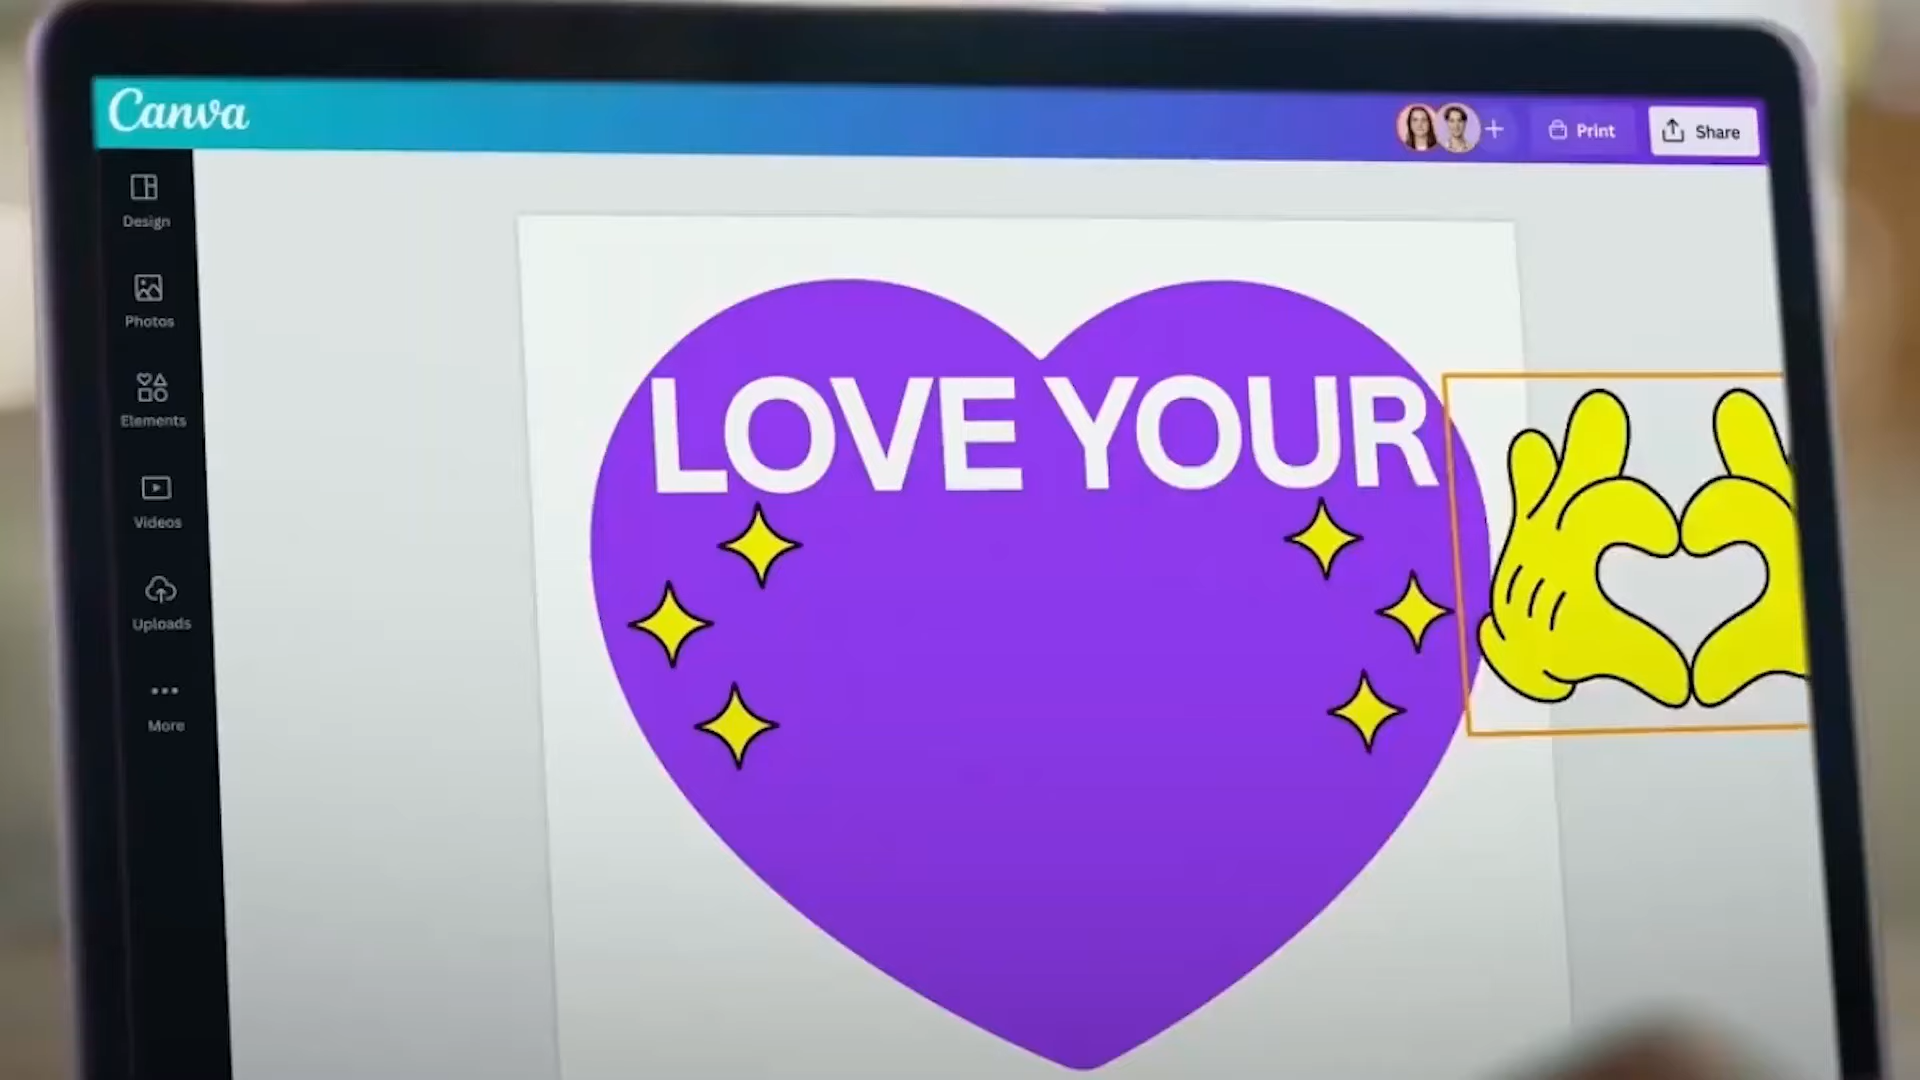 Canva
Print
Share
Design
Photos
Elements
Videos
Uploads
More
LOVE YOUR